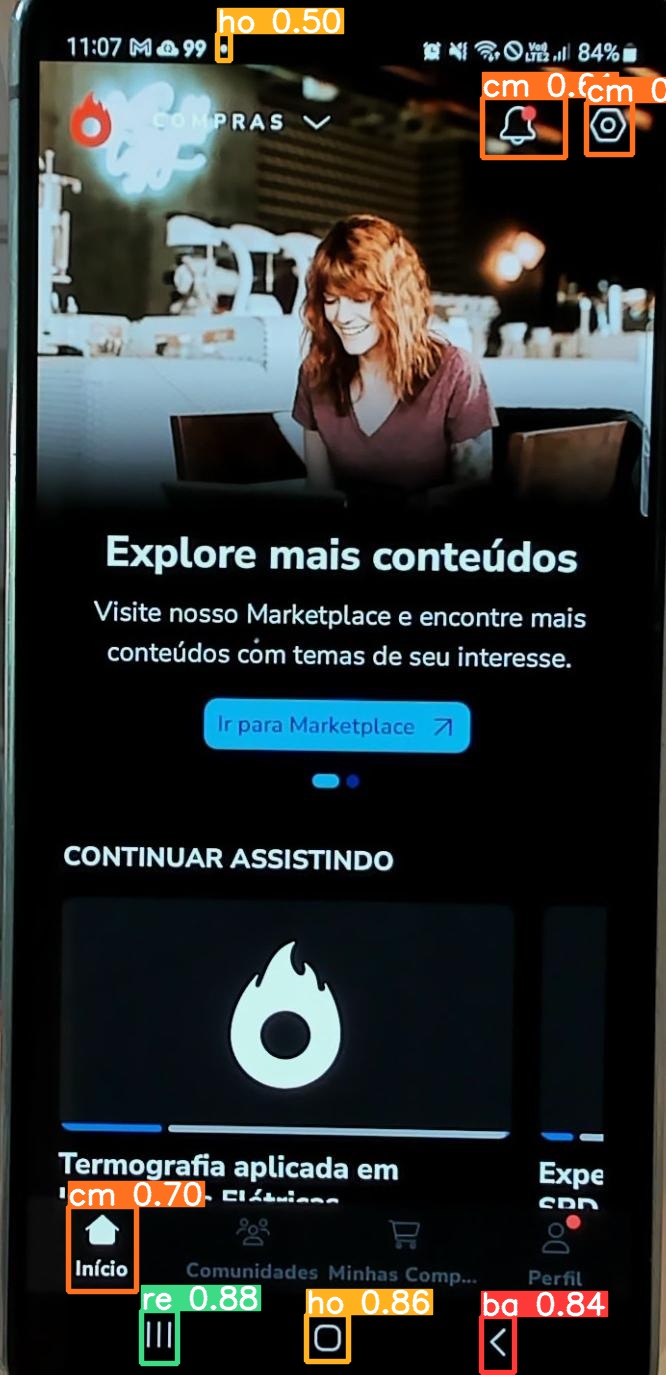 ho 0.50
11:07 99 84%
cm 0.6
cm 0
COMPRAS
Explore mais conteúdos
Visite nosso Marketplace e encontre mais
conteúdos com temas de seu interesse.
Ir para Marketplace
CONTINUAR ASSISTINDO
Termografia aplicada em
Elétricas
Expe
SPD
cm 0.70
Início
Comunidades
Minhas Comp...
Perfil
re 0.88
ho 0.86
ba 0.84